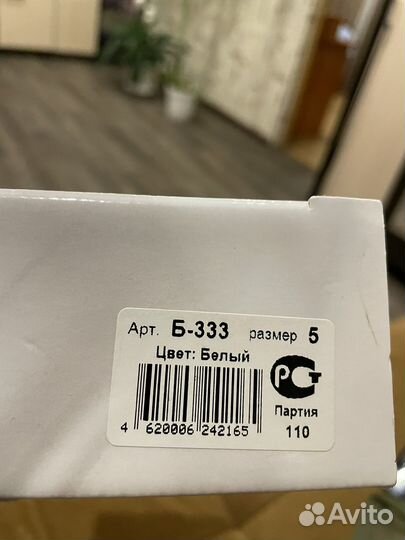 Арт. Б-333 размер 5
Цвет: Белый
РСТ
Партия
4 620006 242165 110
Avito